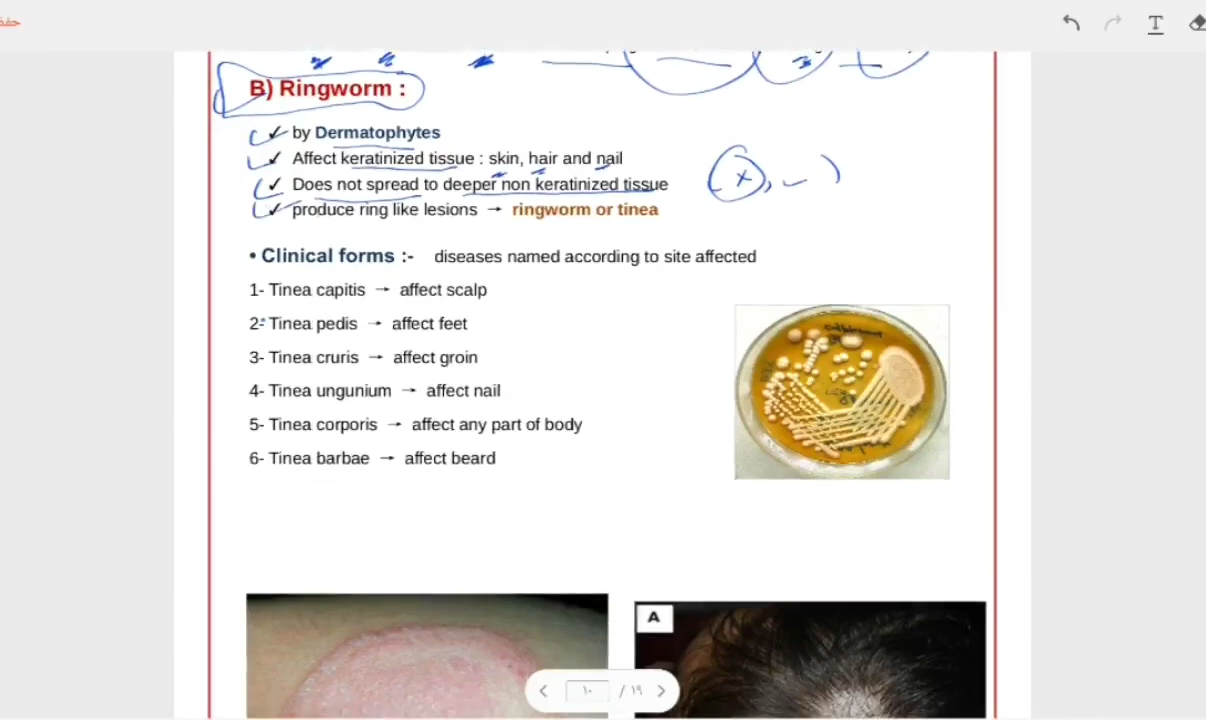 B) Ringworm :
✓ by Dermatophytes
✓ Affect keratinized tissue : skin, hair and nail
✓ Does not spread to deeper non keratinized tissue
✓ produce ring like lesions → ringworm or tinea
• Clinical forms :- diseases named according to site affected
1- Tinea capitis → affect scalp
2- Tinea pedis → affect feet
3- Tinea cruris → affect groin
4- Tinea ungunium → affect nail
5- Tinea corporis → affect any part of body
6- Tinea barbae → affect beard
A
١٠ / ١٩